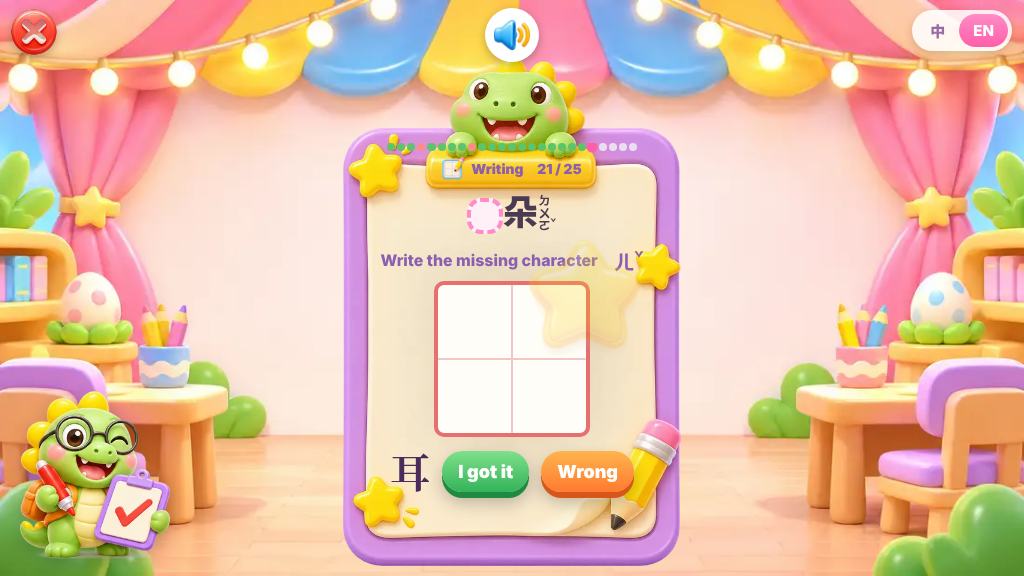 中 EN
Writing 21/25
朵 ㄉㄨㄛˇ
Write the missing character ㄦˇ
耳 I got it Wrong